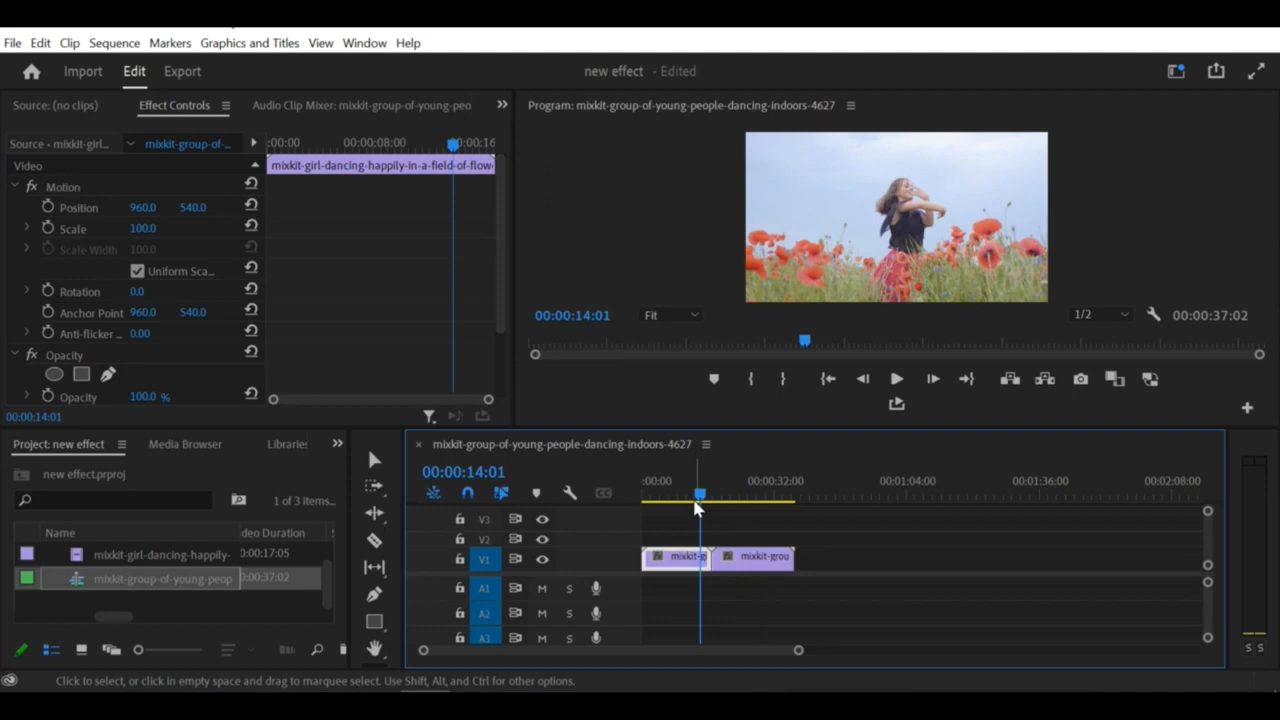 File Edit Clip Sequence Markers Graphics and Titles View Window Help
Import Edit Export
new effect - Edited
Source: (no clips) Effect Controls Audio Clip Mixer: mixkit-group-of-young-peo
Source • mixkit-girl... mixkit-group-of-...
:00:00 00:00:08:00 00:00:16
Video
mixkit-girl-dancing-happily-in-a-field-of-flow
fx Motion
Position 960.0 540.0
Scale 100.0
Scale Width 100.0
Uniform Sca...
Rotation 0.0
Anchor Point 960.0 540.0
Anti-flicker ... 0.00
fx Opacity
Opacity 100.0 %
00:00:14:01
Program: mixkit-group-of-young-people-dancing-indoors-4627
00:00:14:01 Fit 1/2 00:00:37:02
Project: new effect Media Browser Libraries
new effect.prproj
1 of 3 items...
Name deo Duration
mixkit-girl-dancing-happily- 0:00:17:05
mixkit-group-of-young-peop 0:00:37:02
mixkit-group-of-young-people-dancing-indoors-4627
00:00:14:01
:00:00 00:00:32:00 00:01:04:00 00:01:36:00 00:02:08:00
CC
V3
V2
V1 mixkit-g mixkit-grou
A1 M S
A2 M S
A3 M S
S S
Click to select, or click in empty space and drag to marquee select. Use Shift, Alt, and Ctrl for other options.